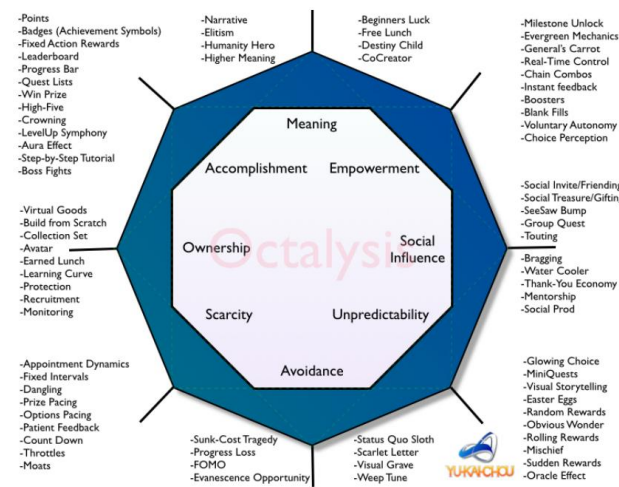 -Points
-Badges (Achievement Symbols)
-Fixed Action Rewards
-Leaderboard
-Progress Bar
-Quest Lists
-Win Prize
-High-Five
-Crowning
-LevelUp Symphony
-Aura Effect
-Step-by-Step Tutorial
-Boss Fights
-Narrative
-Elitism
-Humanity Hero
-Higher Meaning
-Beginners Luck
-Free Lunch
-Destiny Child
-CoCreator
-Milestone Unlock
-Evergreen Mechanics
-General's Carrot
-Real-Time Control
-Chain Combos
-Instant feedback
-Boosters
-Blank Fills
-Voluntary Autonomy
-Choice Perception
Meaning
Accomplishment
Empowerment
Ownership
Octalysis
Social
Influence
Scarcity
Unpredictability
Avoidance
-Virtual Goods
-Build from Scratch
-Collection Set
-Avatar
-Earned Lunch
-Learning Curve
-Protection
-Recruitment
-Monitoring
-Social Invite/Friending
-Social Treasure/Gifting
-SeeSaw Bump
-Group Quest
-Touting
-Bragging
-Water Cooler
-Thank-You Economy
-Mentorship
-Social Prod
-Appointment Dynamics
-Fixed Intervals
-Dangling
-Prize Pacing
-Options Pacing
-Patient Feedback
-Count Down
-Throttles
-Moats
-Sunk-Cost Tragedy
-Progress Loss
-FOMO
-Evanescence Opportunity
-Status Quo Sloth
-Scarlet Letter
-Visual Grave
-Weep Tune
-Glowing Choice
-MiniQuests
-Visual Storytelling
-Easter Eggs
-Random Rewards
-Obvious Wonder
-Rolling Rewards
-Mischief
-Sudden Rewards
-Oracle Effect
YU-KAI CHOU